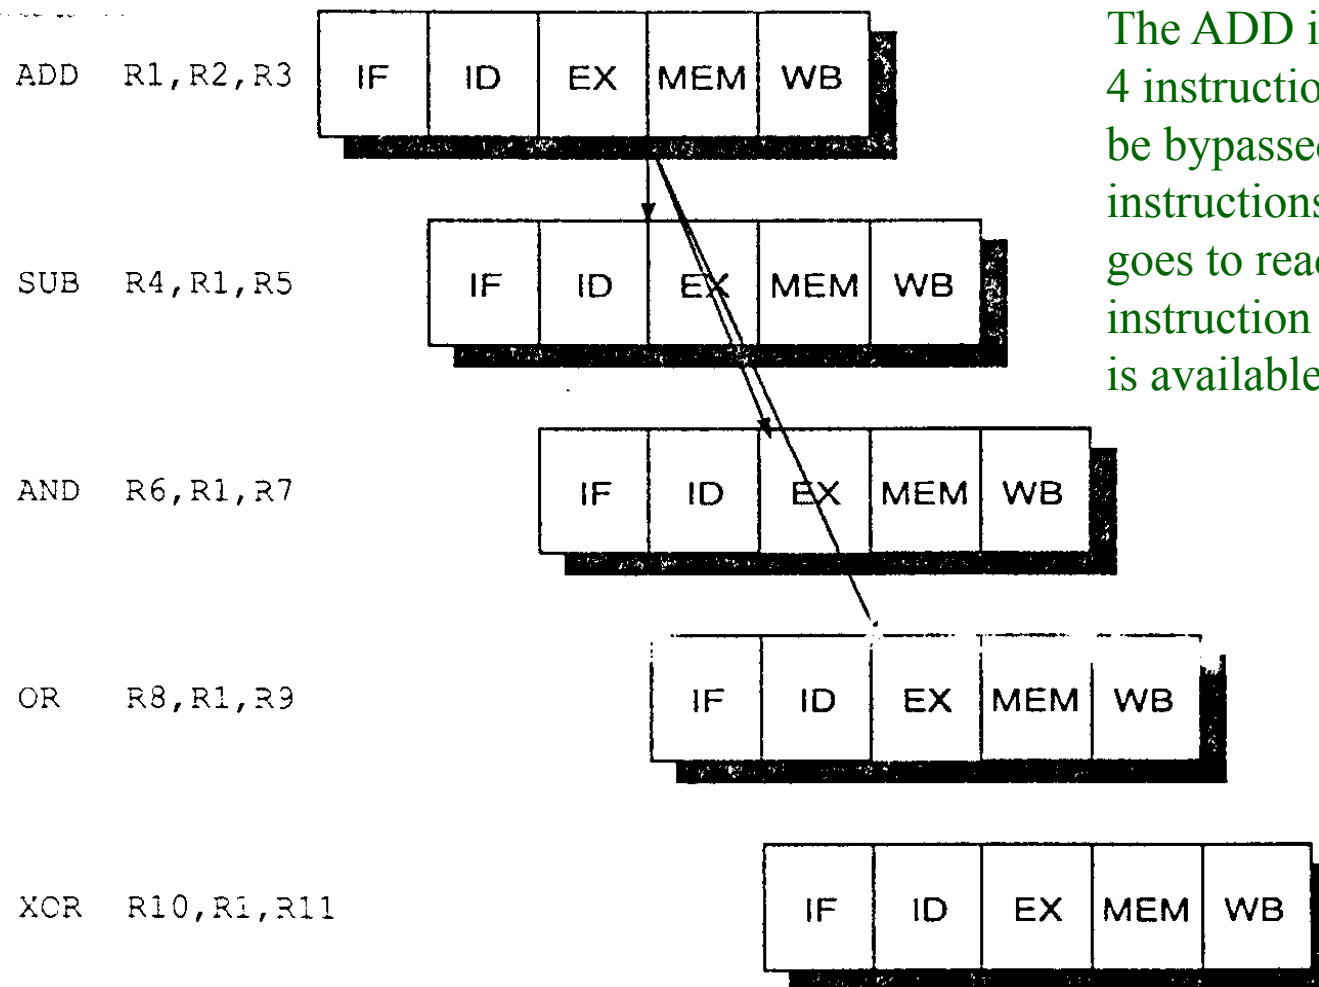 The ADD i
4 instructio
be bypassed
instructions
goes to read
instruction
is available
ADD R1,R2,R3 IF ID EX MEM WB
SUB R4,R1,R5 IF ID EX MEM WB
AND R6,R1,R7 IF ID EX MEM WB
OR R8,R1,R9 IF ID EX MEM WB
XOR R10,R1,R11 IF ID EX MEM WB